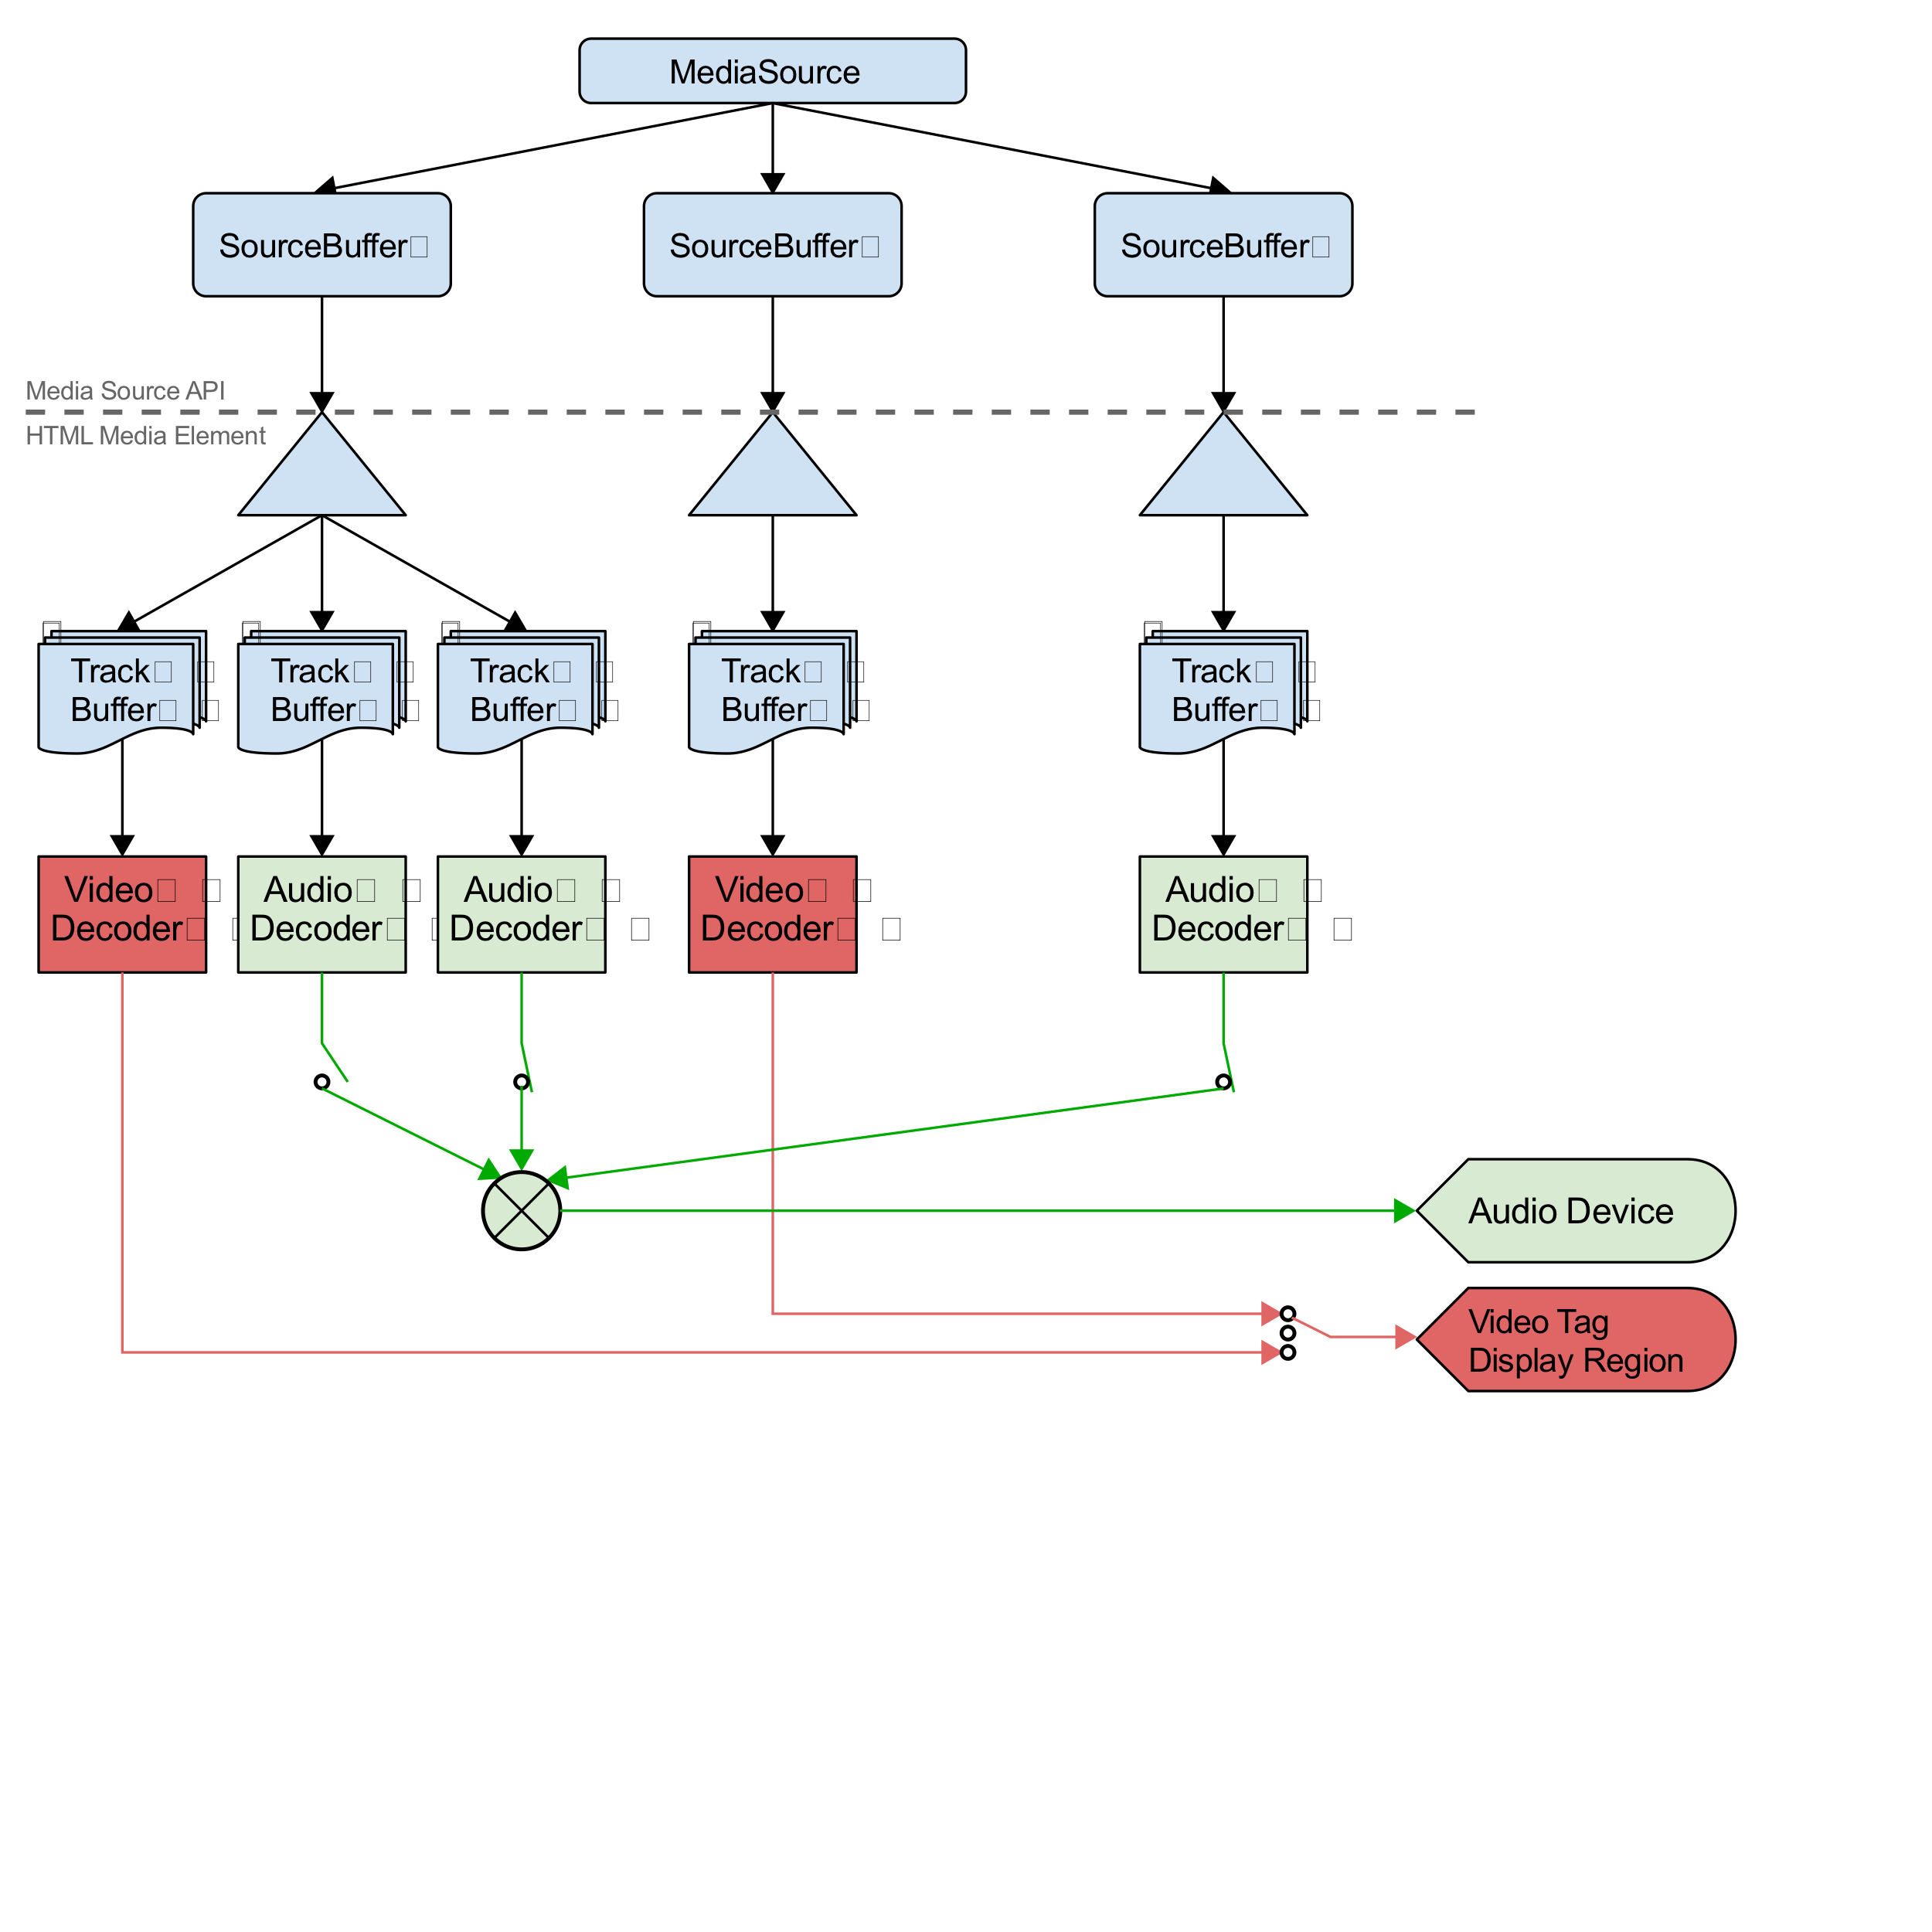 MediaSource
SourceBuffer
SourceBuffer
SourceBuffer
Media Source API
HTML Media Element
Track
Buffer
Track
Buffer
Track
Buffer
Track
Buffer
Track
Buffer
Video
Decoder
Audio
Decoder
Audio
Decoder
Video
Decoder
Audio
Decoder
Audio Device
Video Tag
Display Region